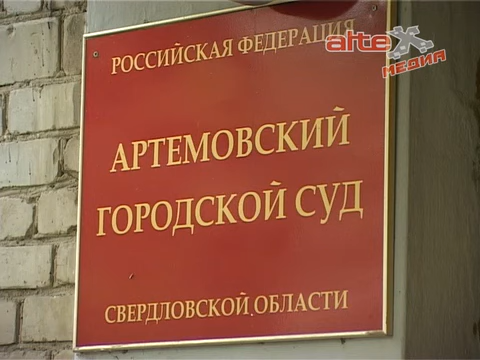 РОССИЙСКАЯ ФЕДЕРАЦИЯ
altex
МЕДИА
АРТЕМОВСКИЙ
ГОРОДСКОЙ СУД
СВЕРДЛОВСКОЙ ОБЛАСТИ